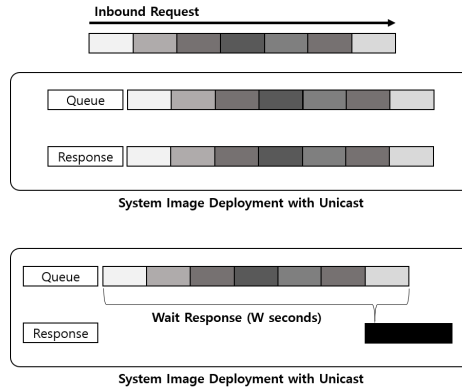 Inbound Request
Queue
Response
System Image Deployment with Unicast
Queue
Wait Response (W seconds)
Response
System Image Deployment with Unicast